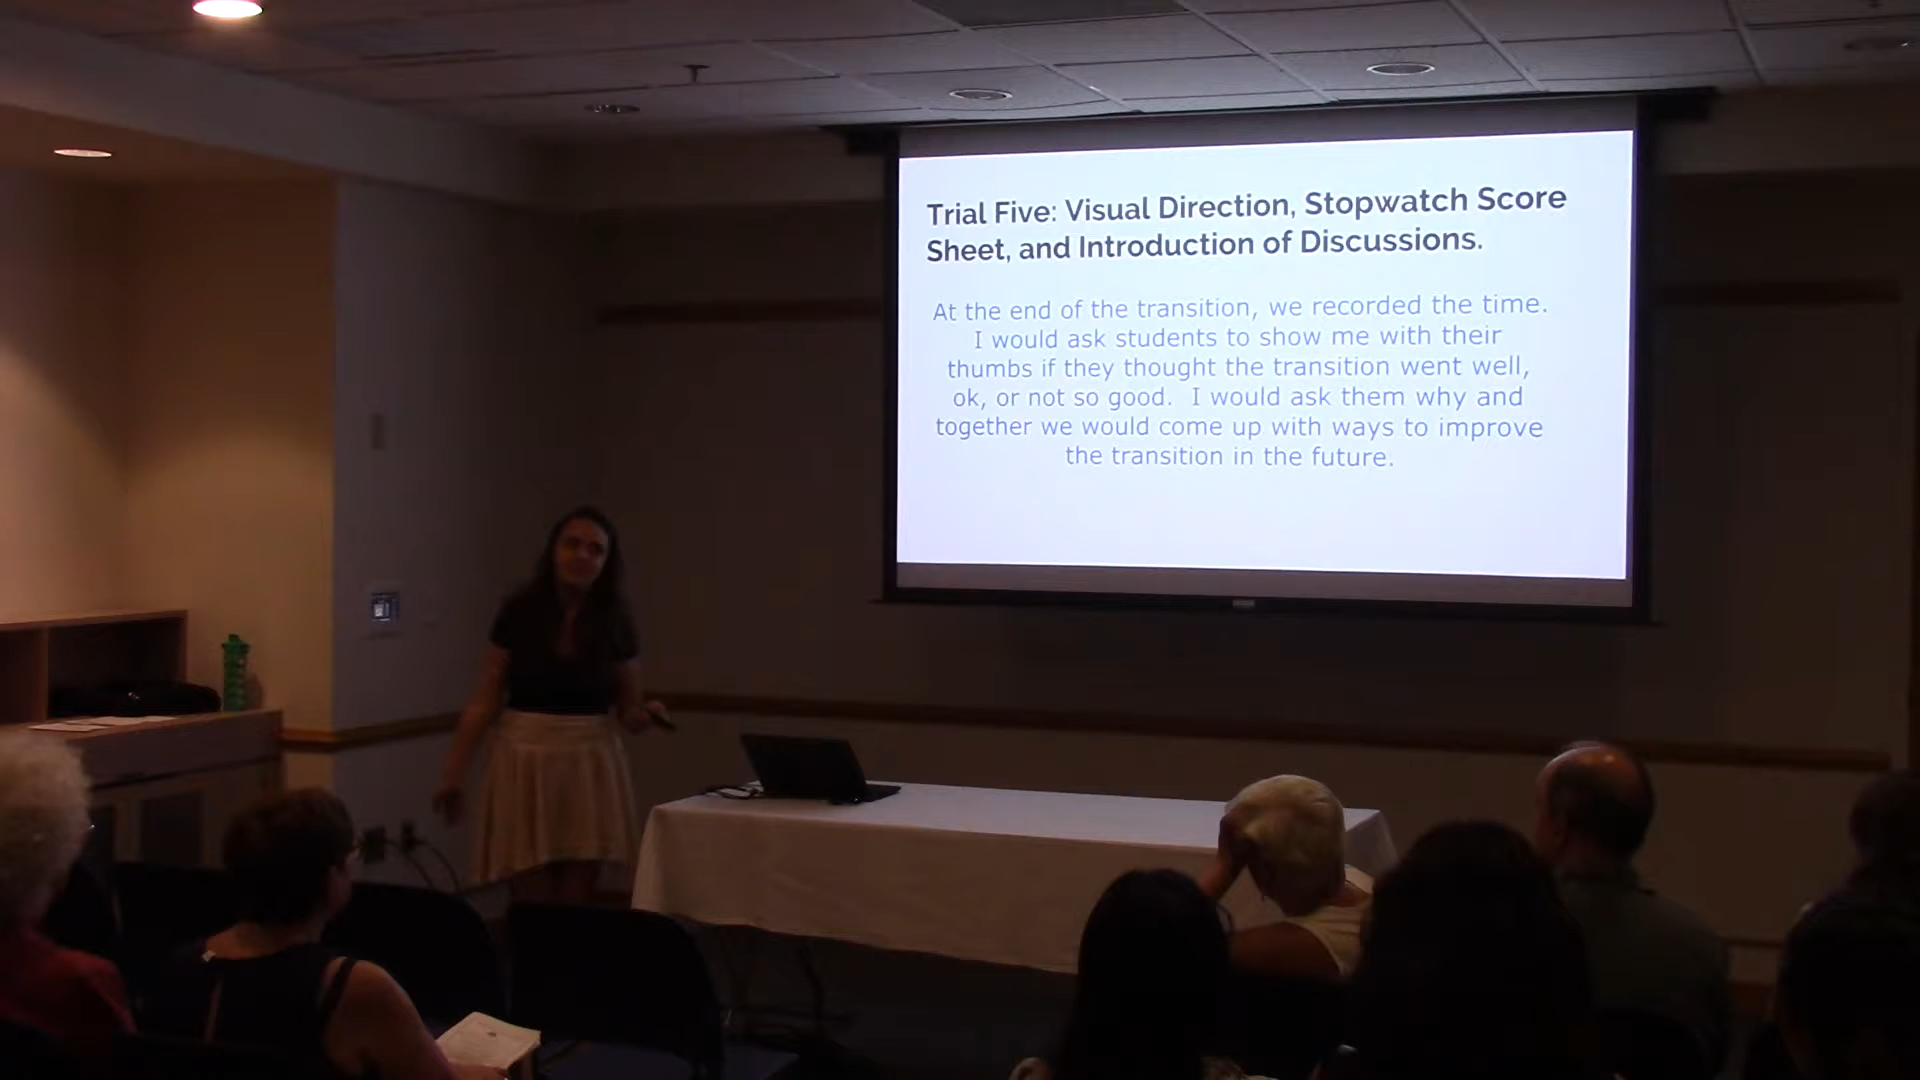 Trial Five: Visual Direction, Stopwatch Score
Sheet, and Introduction of Discussions.
At the end of the transition, we recorded the time.
I would ask students to show me with their
thumbs if they thought the transition went well,
ok, or not so good. I would ask them why and
together we would come up with ways to improve
the transition in the future.